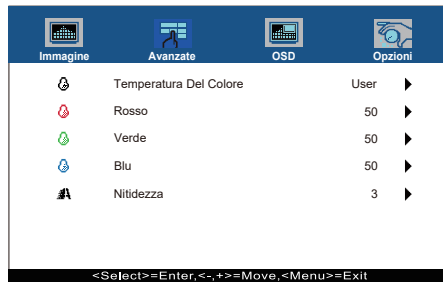 Immagine Avanzate OSD Opzioni
Temperatura Del Colore User
Rosso 50
Verde 50
Blu 50
Nitidezza 3
<Select>=Enter,<-,+>=Move,<Menu>=Exit